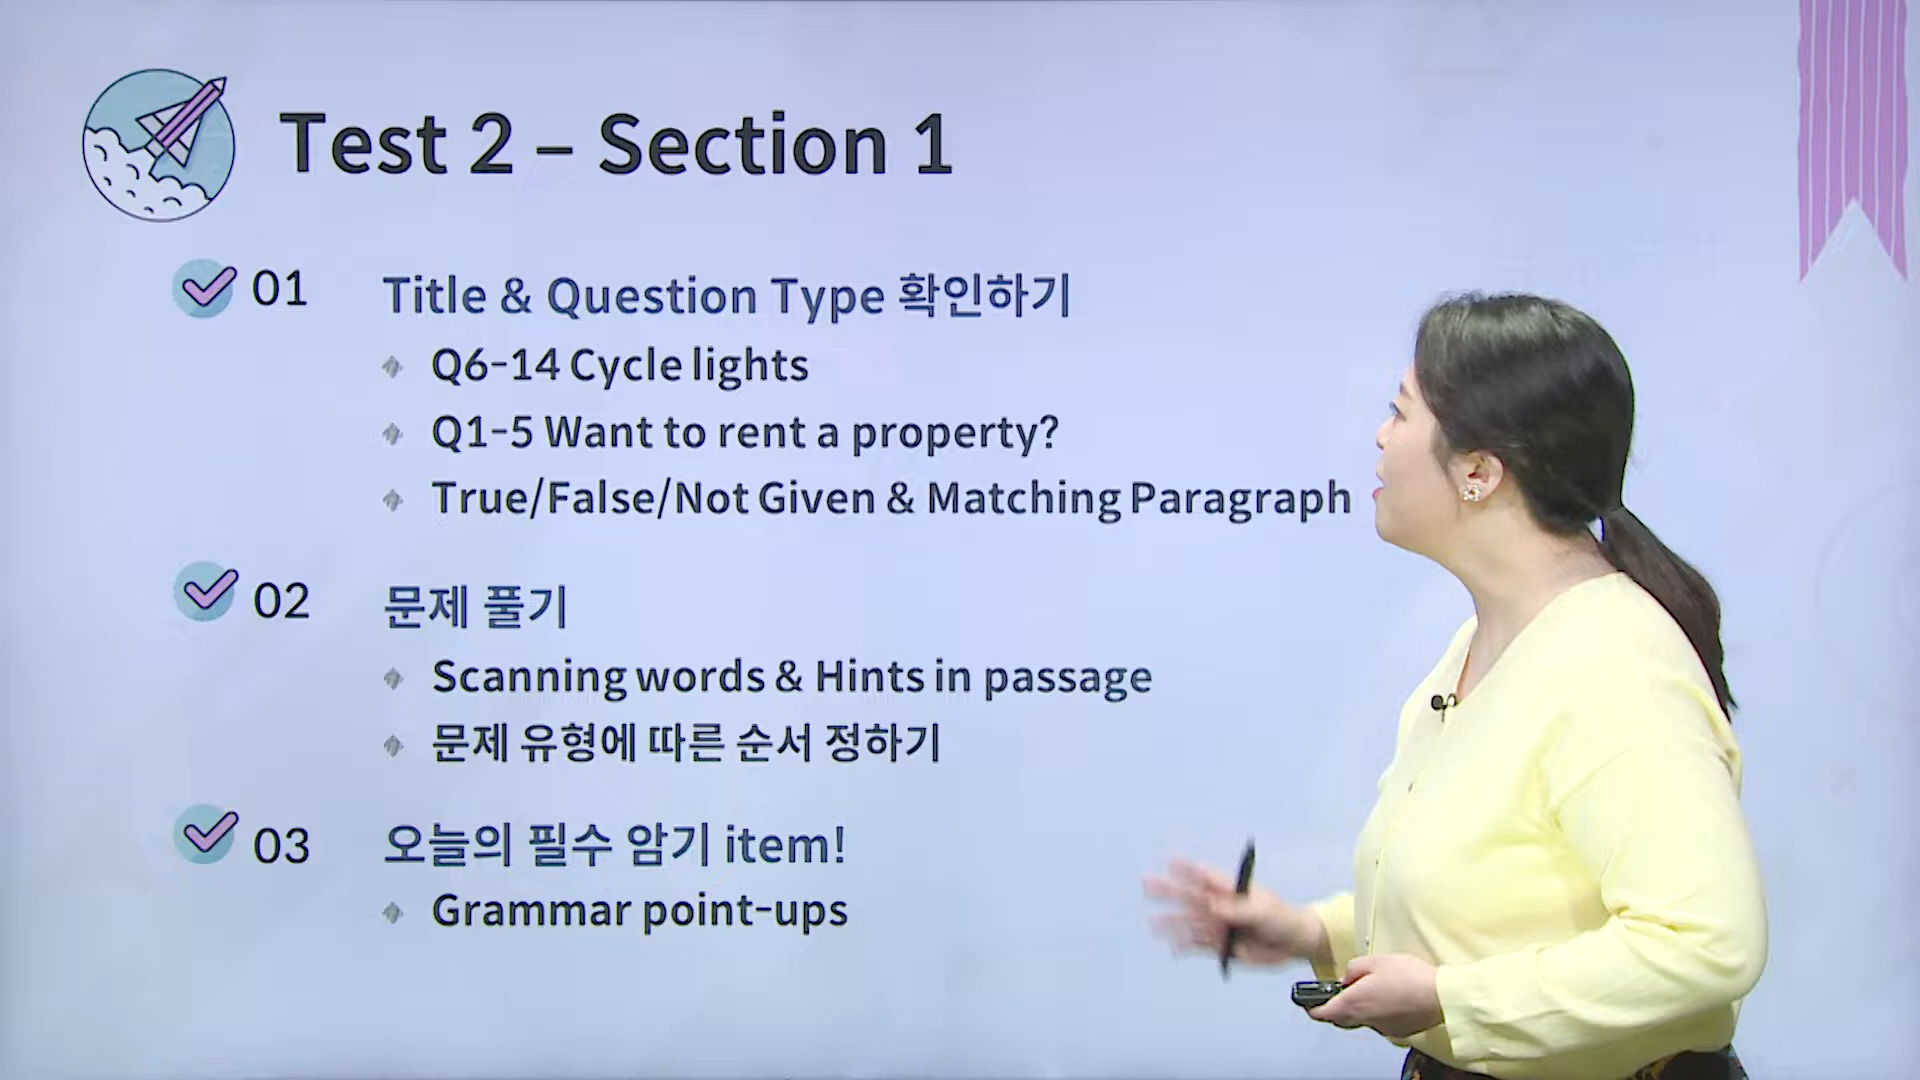 Test 2 – Section 1
01 Title & Question Type 확인하기
Q6-14 Cycle lights
Q1-5 Want to rent a property?
True/False/Not Given & Matching Paragraph
02 문제 풀기
Scanning words & Hints in passage
문제 유형에 따른 순서 정하기
03 오늘의 필수 암기 item!
Grammar point-ups